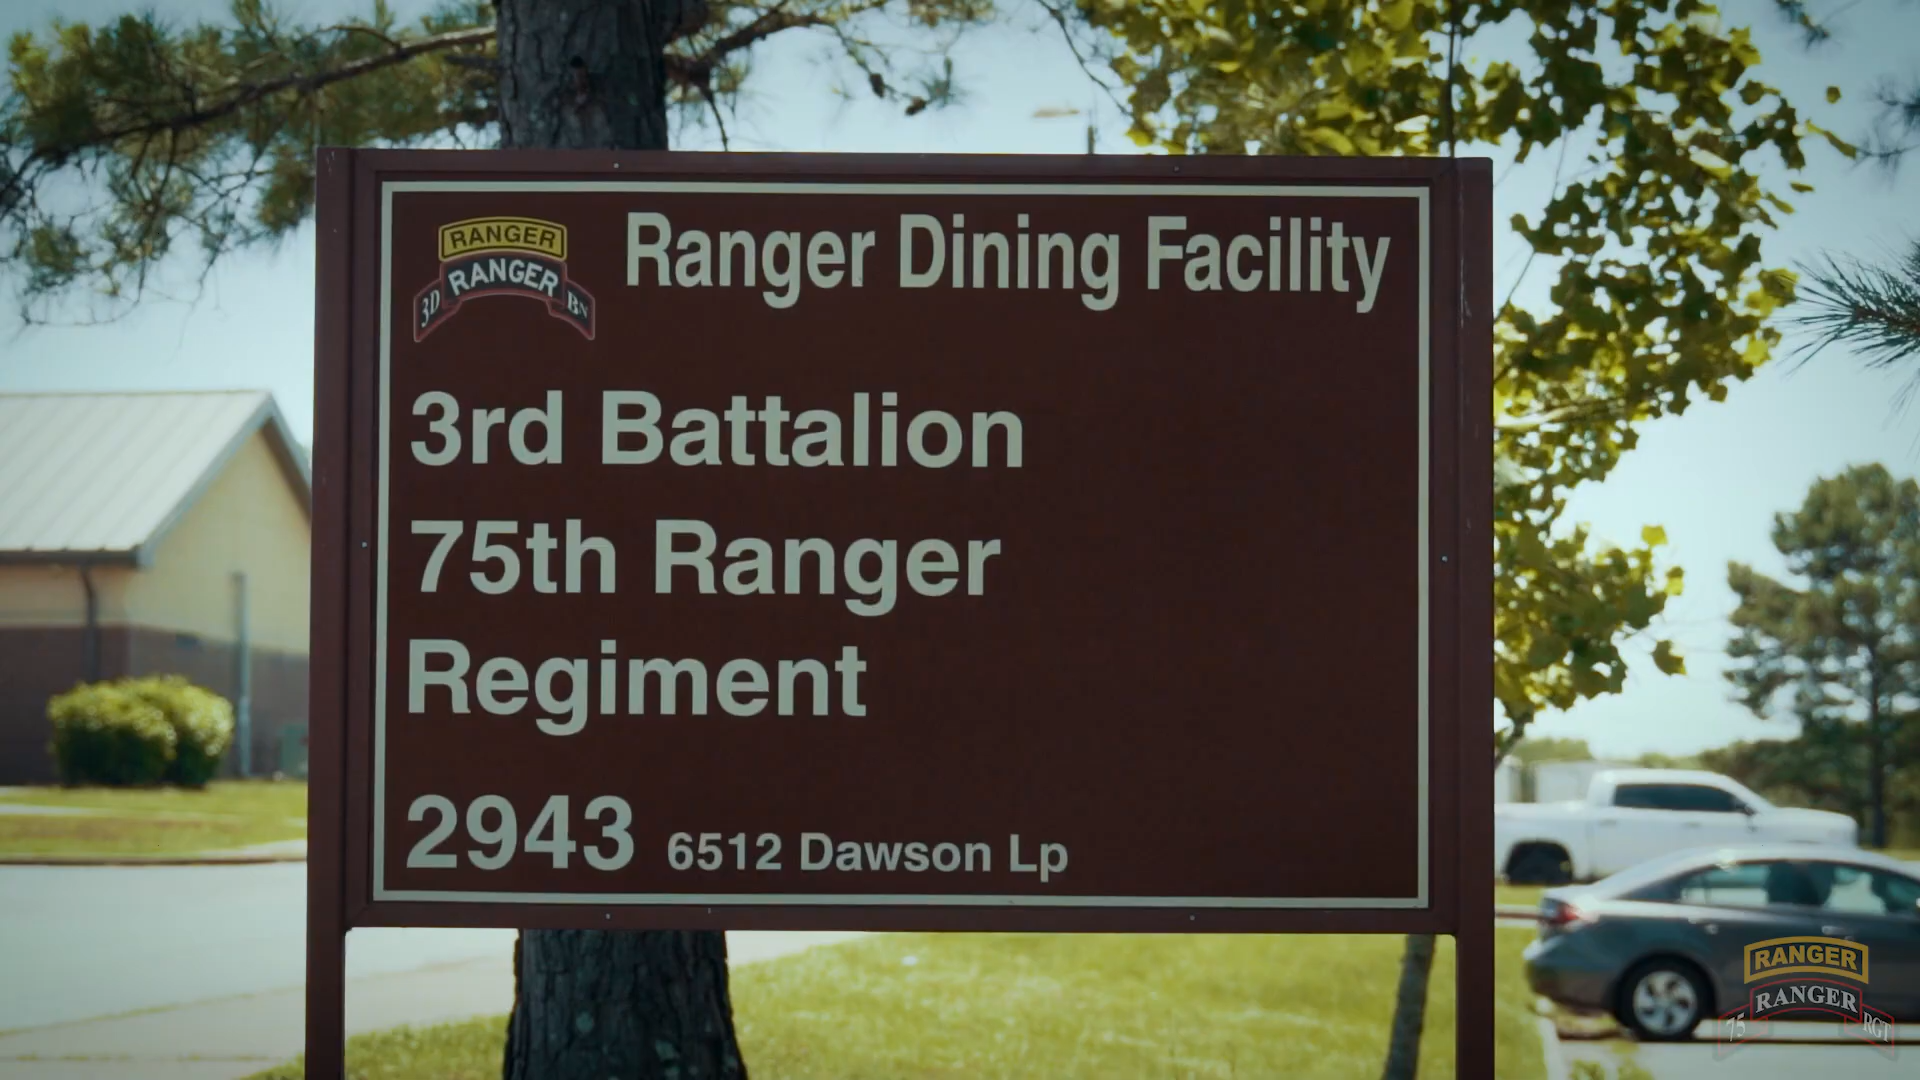 RANGER
3D RANGER BN
Ranger Dining Facility
3rd Battalion
75th Ranger
Regiment
2943 6512 Dawson Lp
RANGER
75 RANGER RGT